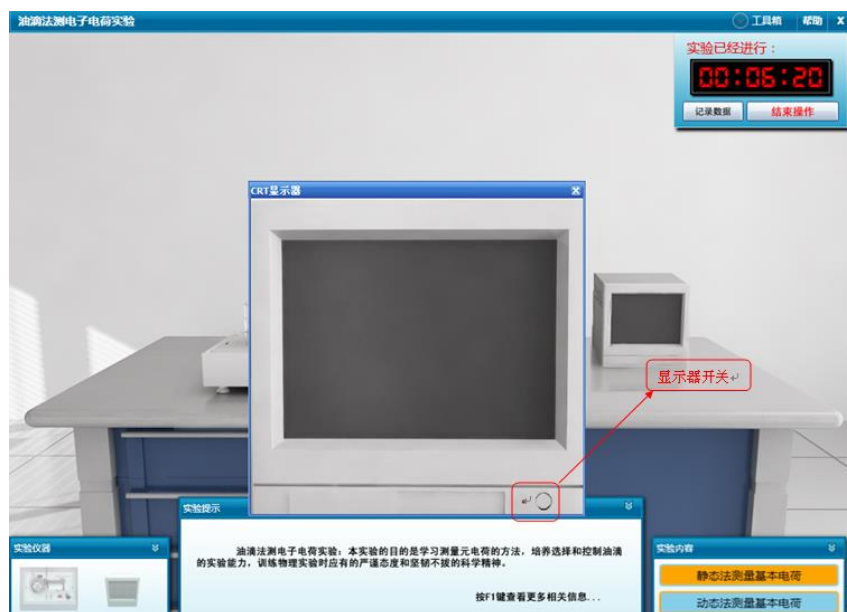 油滴法测电子电荷实验
工具箱 帮助 X
实验已经进行：
00:06:20
记录数据 结束操作
CRT显示器
显示器开关
实验提示
油滴法测电子电荷实验：本实验的目的是学习测量元电荷的方法，培养选择和控制油滴
的实验能力，训练物理实验时应有的严谨态度和坚韧不拔的科学精神。
按F1键查看更多相关信息...
实验仪器
实验内容
静态法测量基本电荷
动态法测量基本电荷